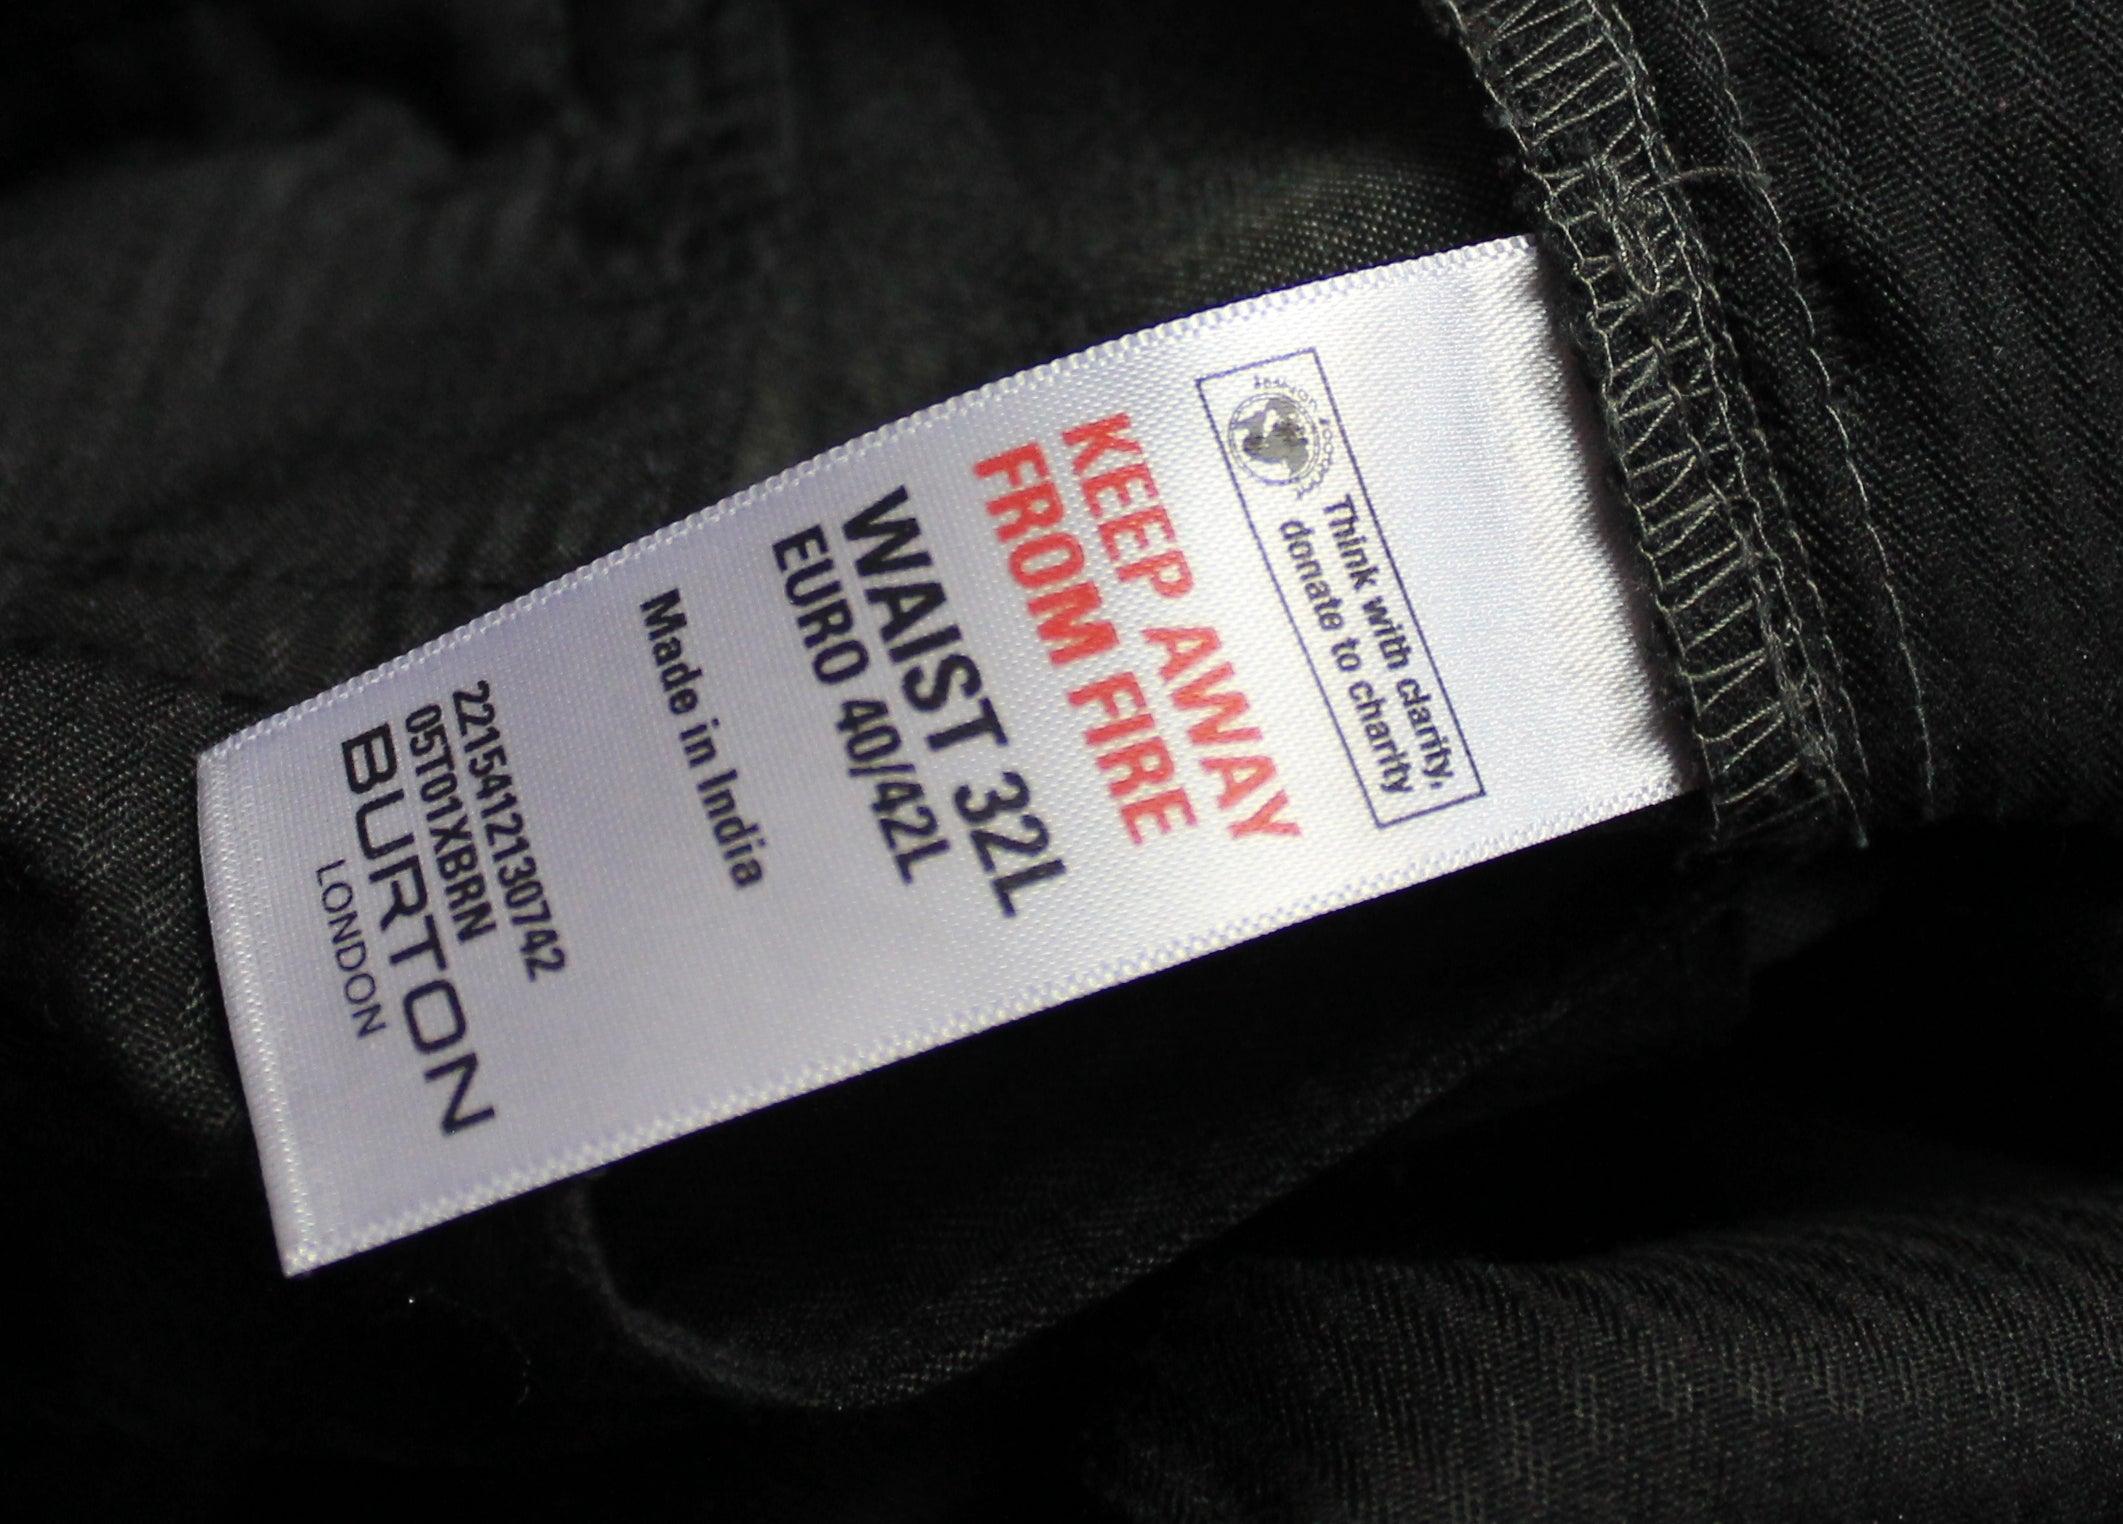 Think with clarity,
donate to charity
KEEP AWAY
FROM FIRE
WAIST 32L
EURO 40/42L
Made in India
2215412130742
05T01XBRN
BURTON
LONDON